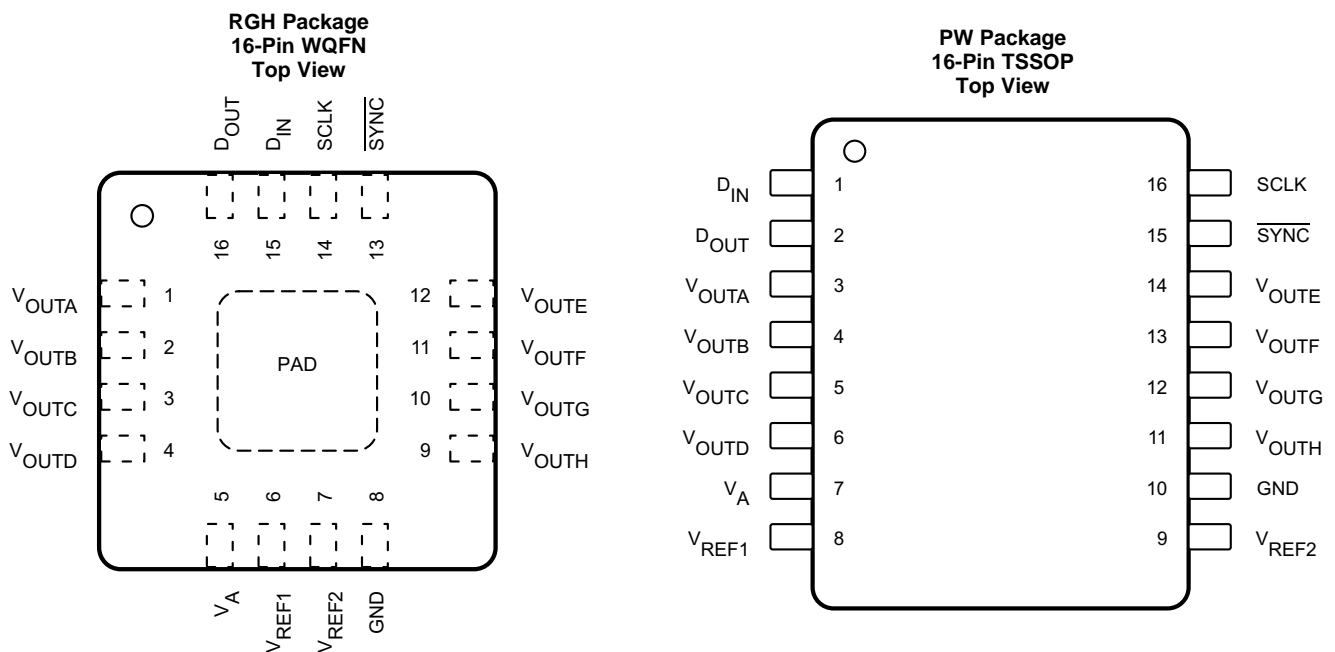 RGH Package
16-Pin WQFN
Top View
DOUT
DIN
SCLK
SYNC
16
15
14
13
VOUTA 1
VOUTB 2
VOUTC 3
VOUTD 4
PAD
12 VOUTE
11 VOUTF
10 VOUTG
9 VOUTH
5
6
7
8
VA
VREF1
VREF2
GND
PW Package
16-Pin TSSOP
Top View
DIN 1
DOUT 2
VOUTA 3
VOUTB 4
VOUTC 5
VOUTD 6
VA 7
VREF1 8
16 SCLK
15 SYNC
14 VOUTE
13 VOUTF
12 VOUTG
11 VOUTH
10 GND
9 VREF2